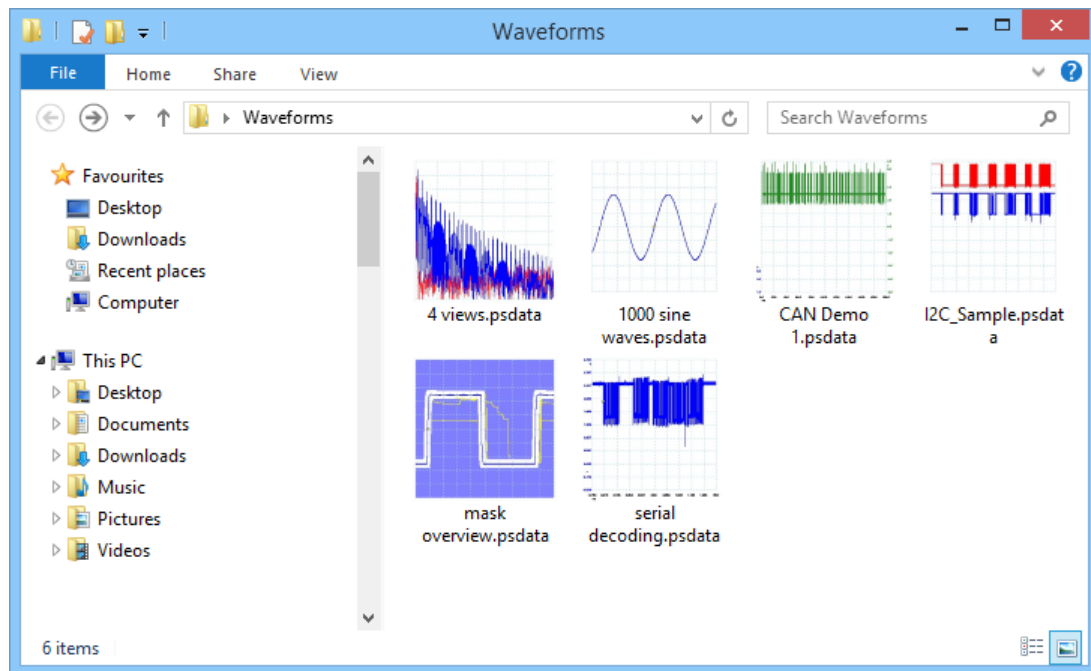 Waveforms
File Home Share View
Waveforms
Search Waveforms
Favourites
Desktop
Downloads
Recent places
Computer
This PC
Desktop
Documents
Downloads
Music
Pictures
Videos
4 views.psdata
1000 sine
waves.psdata
CAN Demo
1.psdata
I2C_Sample.psdat
a
mask
overview.psdata
serial
decoding.psdata
6 items